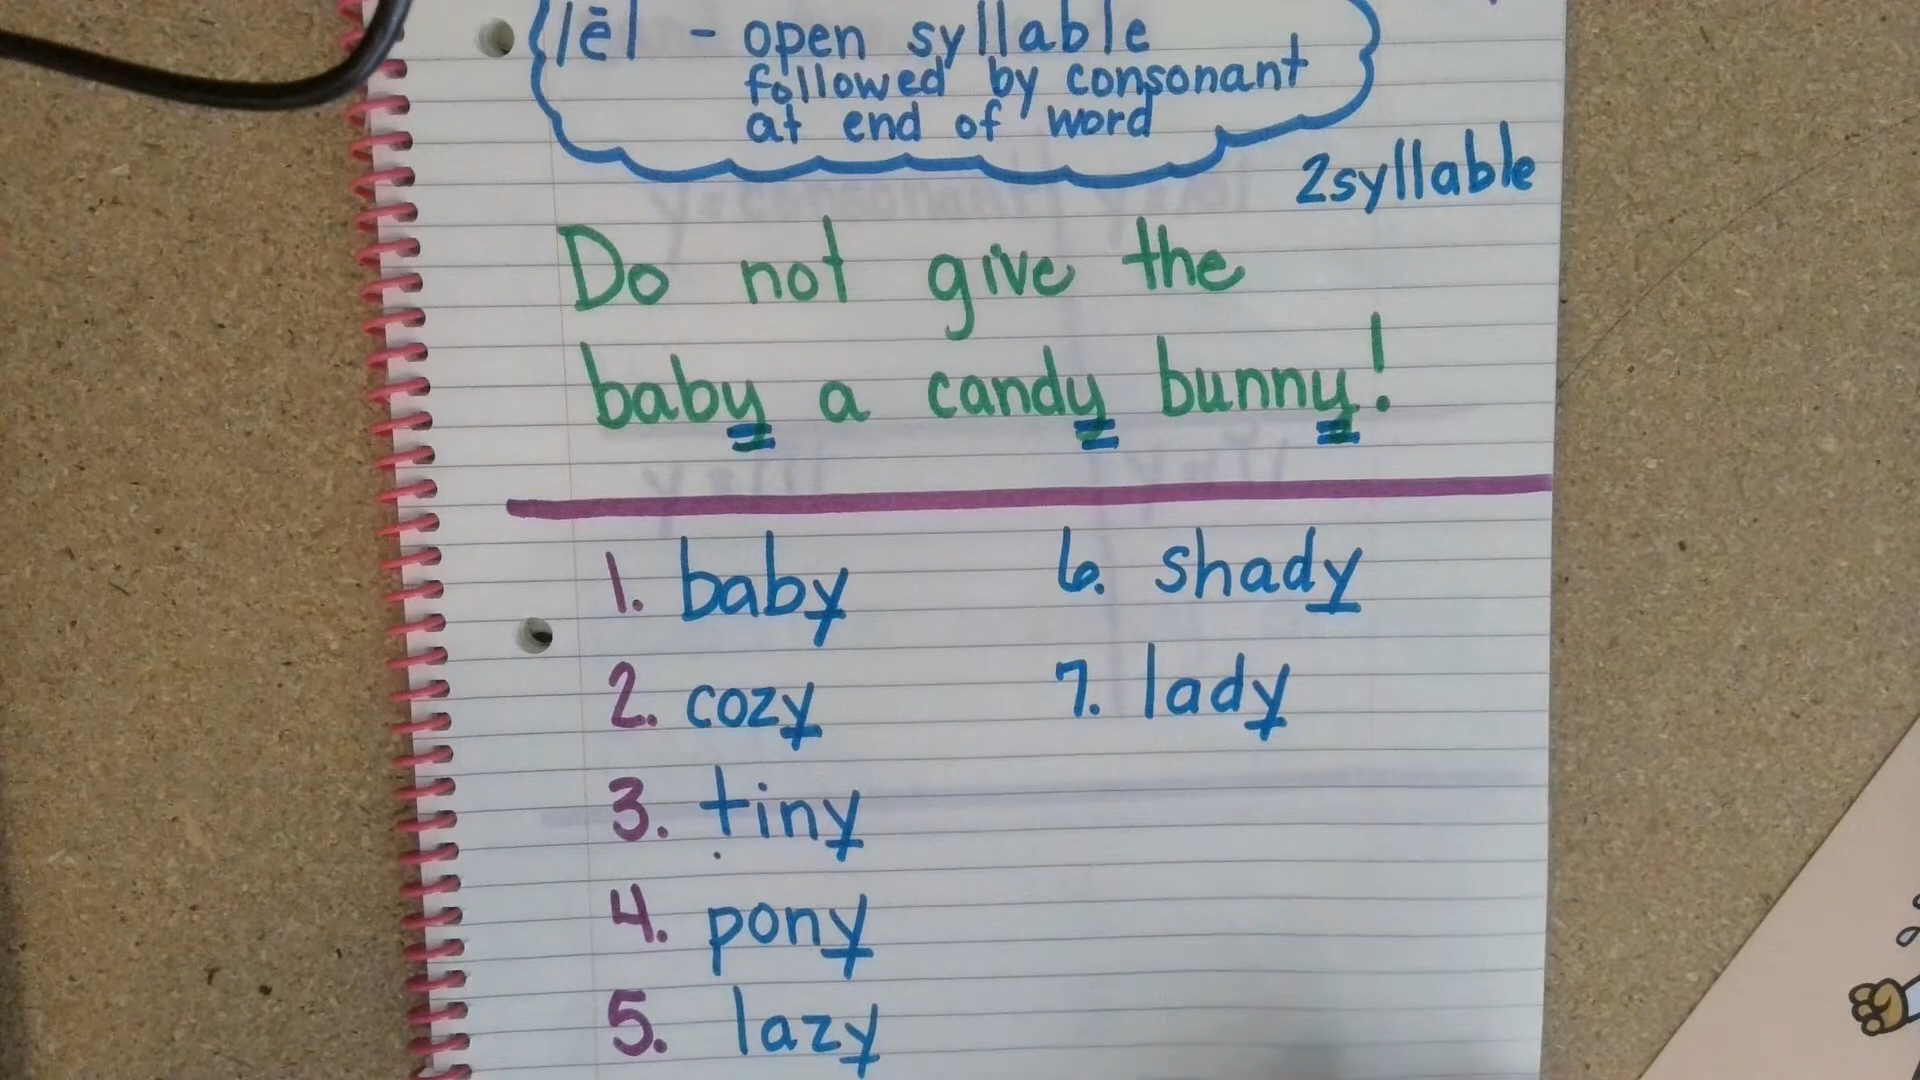 /ē/ - open syllable
followed by consonant
at end of word
2syllable
Do not give the
baby a candy bunny!
1. baby
2. cozy
3. tiny
4. pony
5. lazy
6. shady
7. lady